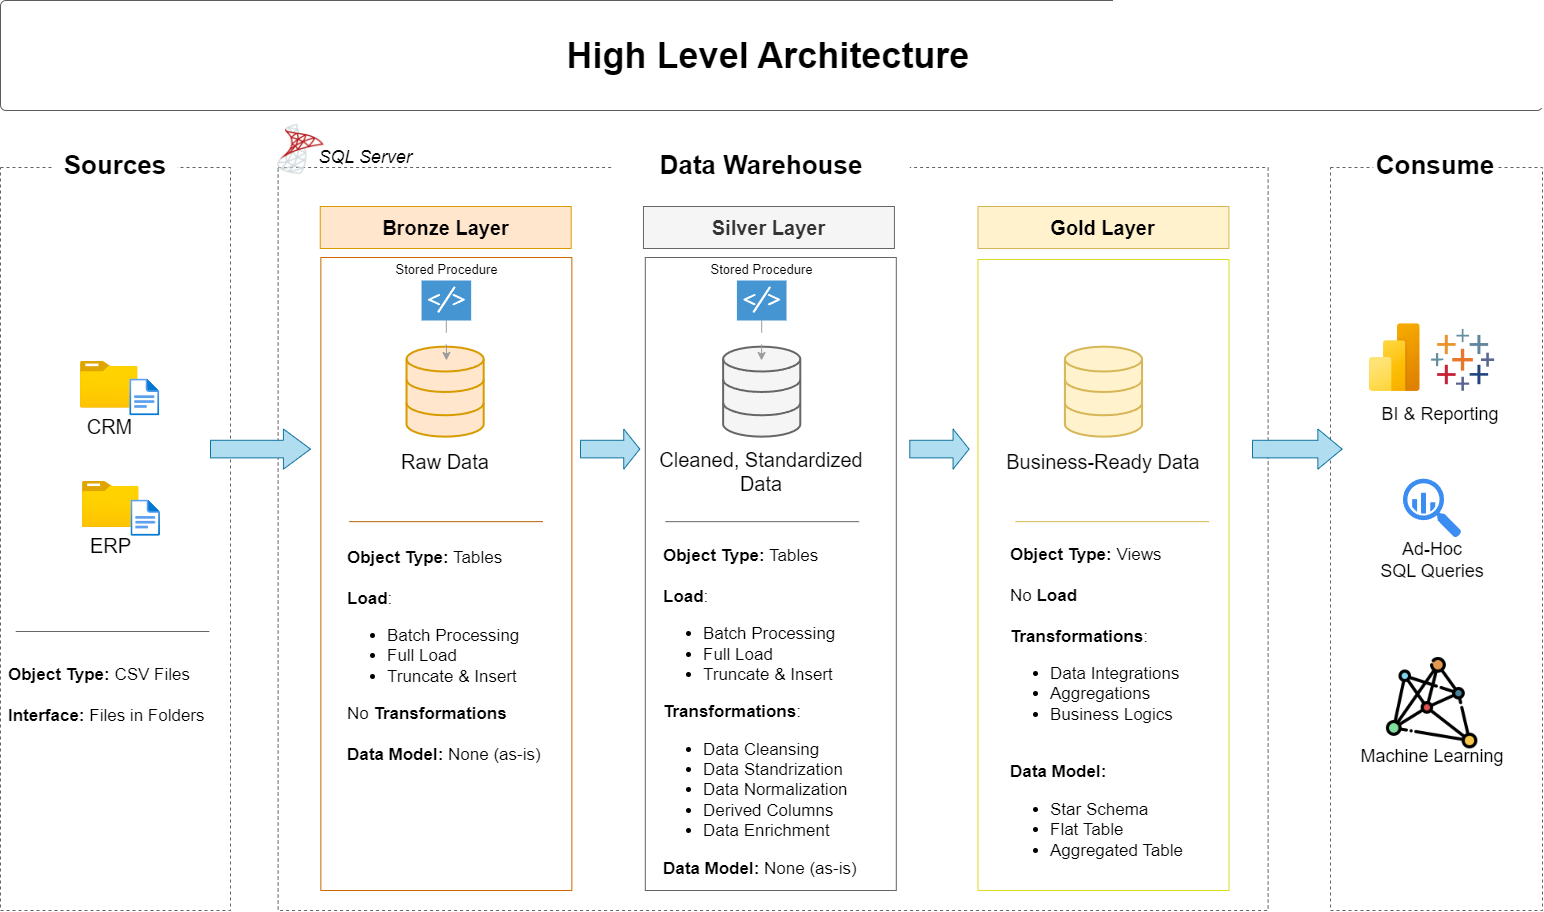 High Level Architecture
Sources
SQL Server
Data Warehouse
Consume
Bronze Layer
Silver Layer
Gold Layer
CRM
ERP
Object Type: CSV Files
Interface: Files in Folders
Stored Procedure
</>
Raw Data
Object Type: Tables
Load:
• Batch Processing
• Full Load
• Truncate & Insert
No Transformations
Data Model: None (as-is)
Stored Procedure
</>
Cleaned, Standardized
Data
Object Type: Tables
Load:
• Batch Processing
• Full Load
• Truncate & Insert
Transformations:
• Data Cleansing
• Data Standrization
• Data Normalization
• Derived Columns
• Data Enrichment
Data Model: None (as-is)
Business-Ready Data
Object Type: Views
No Load
Transformations:
• Data Integrations
• Aggregations
• Business Logics
Data Model:
• Star Schema
• Flat Table
• Aggregated Table
BI & Reporting
Ad-Hoc
SQL Queries
Machine Learning